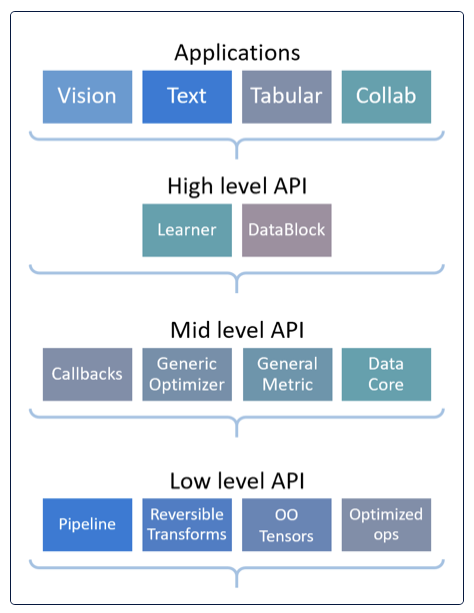 Applications
Vision
Text
Tabular
Collab
High level API
Learner
DataBlock
Mid level API
Callbacks
Generic
Optimizer
General
Metric
Data
Core
Low level API
Pipeline
Reversible
Transforms
OO
Tensors
Optimized
ops